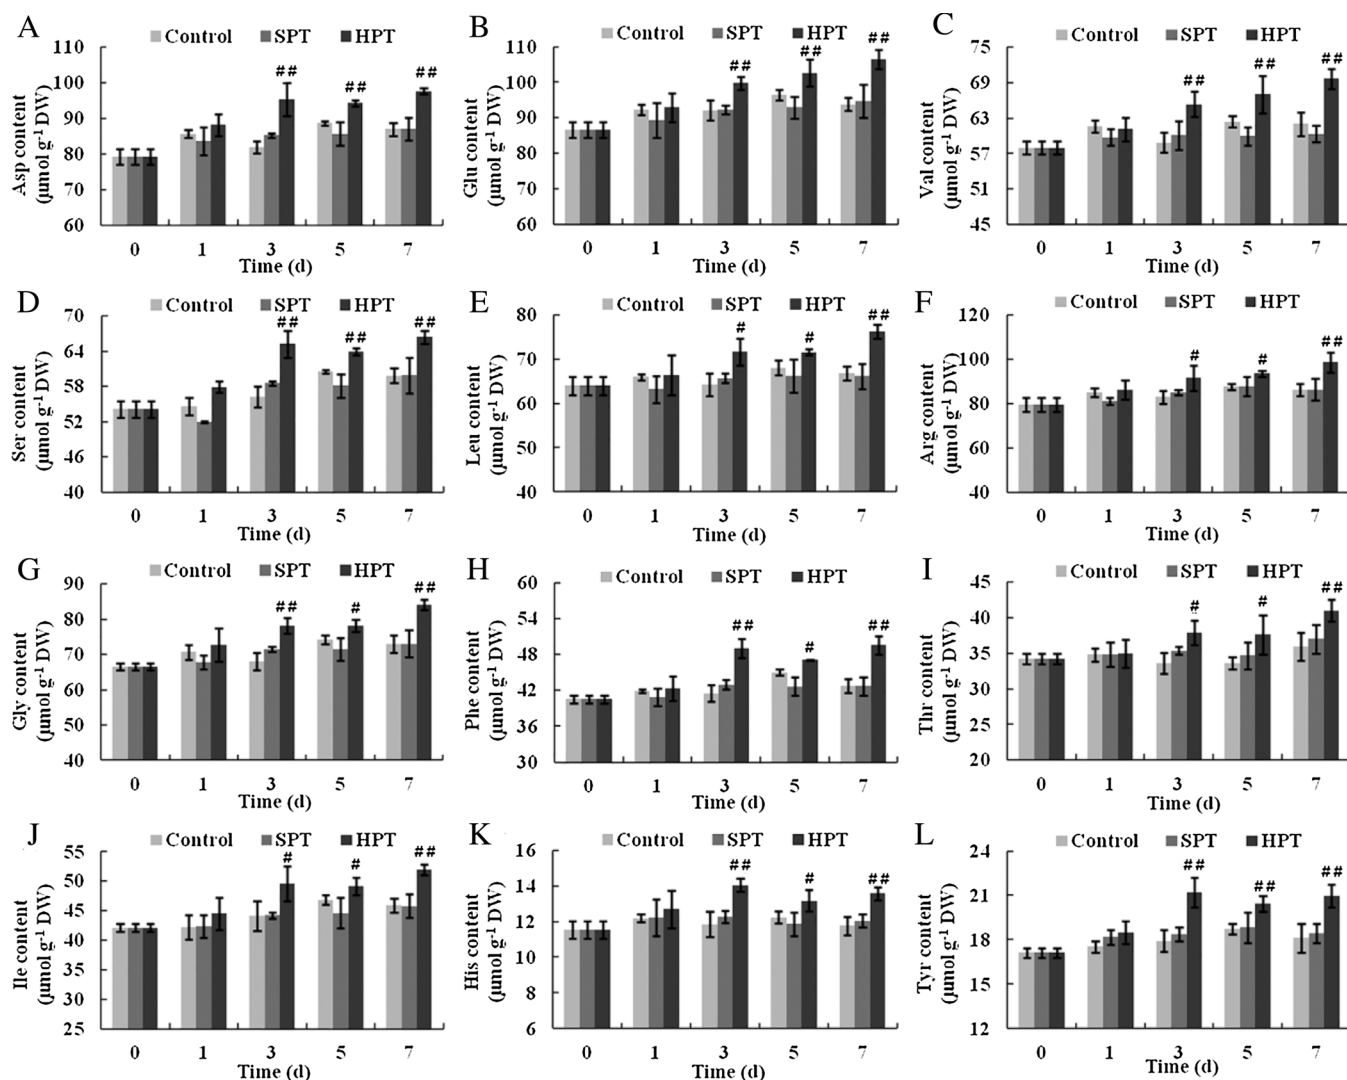 A
Control SPT HPT
Asp content
(µmol g-1 DW)
110
100
90
80
70
60
## ## ##
0 1 3 5 7
Time (d)
B
Control SPT HPT
Glu content
(µmol g-1 DW)
110
100
90
80
70
60
## ## ##
0 1 3 5 7
Time (d)
C
Control SPT HPT
Val content
(µmol g-1 DW)
75
69
63
57
51
45
## ## ##
0 1 3 5 7
Time (d)
D
Control SPT HPT
Ser content
(µmol g-1 DW)
70
64
58
52
46
40
## ## ##
0 1 3 5 7
Time (d)
E
Control SPT HPT
Leu content
(µmol g-1 DW)
80
70
60
50
40
# # ##
0 1 3 5 7
Time (d)
F
Control SPT HPT
Arg content
(µmol g-1 DW)
120
100
80
60
40
# # ##
0 1 3 5 7
Time (d)
G
Control SPT HPT
Gly content
(µmol g-1 DW)
90
80
70
60
50
40
## # ##
0 1 3 5 7
Time (d)
H
Control SPT HPT
Phe content
(µmol g-1 DW)
60
54
48
42
36
30
## # ##
0 1 3 5 7
Time (d)
I
Control SPT HPT
Thr content
(µmol g-1 DW)
45
40
35
30
25
20
# # ##
0 1 3 5 7
Time (d)
J
Control SPT HPT
Ile content
(µmol g-1 DW)
55
50
45
40
35
30
25
# # ##
0 1 3 5 7
Time (d)
K
Control SPT HPT
His content
(µmol g-1 DW)
16
14
12
10
8
6
## # ##
0 1 3 5 7
Time (d)
L
Control SPT HPT
Tyr content
(µmol g-1 DW)
24
21
18
15
12
## ## ##
0 1 3 5 7
Time (d)